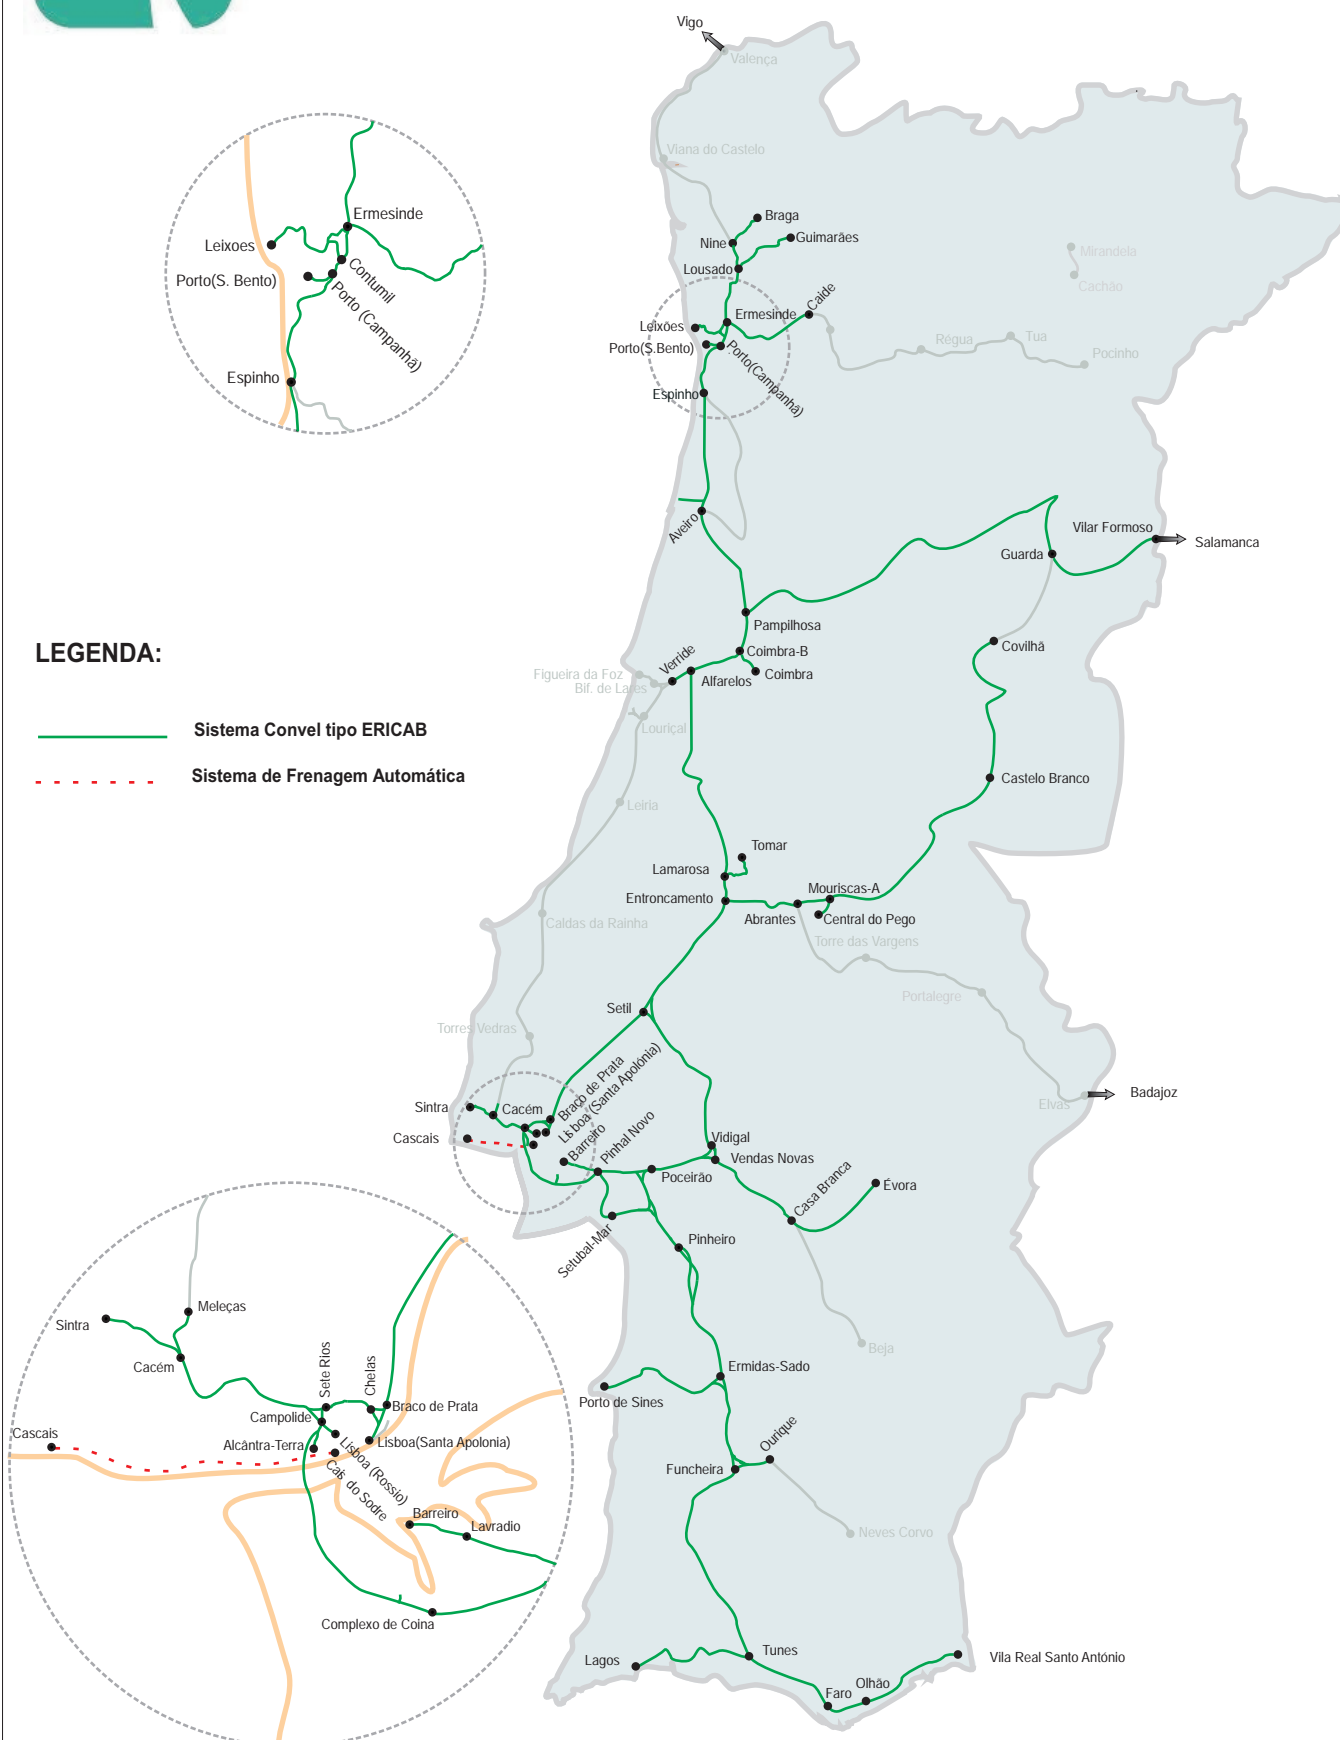 Vigo
Valença
Viana do Castelo
Braga
Nine
Guimarães
Lousado
Mirandela
Cachão
Ermesinde
Caíde
Leixões
Porto(S.Bento)
Porto(Campanhã)
Régua
Tua
Pocinho
Espinho
Ermesinde
Leixoes
Contumil
Porto(S. Bento)
Porto (Campanhã)
Espinho
Aveiro
Vilar Formoso
Salamanca
Guarda
Pampilhosa
Coimbra-B
Coimbra
Covilhã
Verride
Alfarelos
Figueira da Foz
Bif. de Lares
Louriçal
LEGENDA:
Sistema Convel tipo ERICAB
Sistema de Frenagem Automática
Leiria
Castelo Branco
Tomar
Lamarosa
Entroncamento
Mouriscas-A
Abrantes
Central do Pego
Caldas da Rainha
Torre das Vargens
Portalegre
Setil
Torres Vedras
Elvas
Badajoz
Sintra
Cacém
Braço de Prata
Lisboa (Santa Apolónia)
Cascais
Barreiro
Pinhal Novo
Vidigal
Vendas Novas
Poceirão
Casa Branca
Évora
Setubal-Mar
Pinheiro
Beja
Ermidas-Sado
Porto de Sines
Ourique
Funcheira
Neves Corvo
Tunes
Lagos
Faro
Olhão
Vila Real Santo António
Meleças
Sintra
Cacém
Sete Rios
Chelas
Braco de Prata
Campolide
Alcântra-Terra
Lisboa(Santa Apolonia)
Lisboa (Rossio)
Cais do Sodre
Cascais
Barreiro
Lavradio
Complexo de Coina